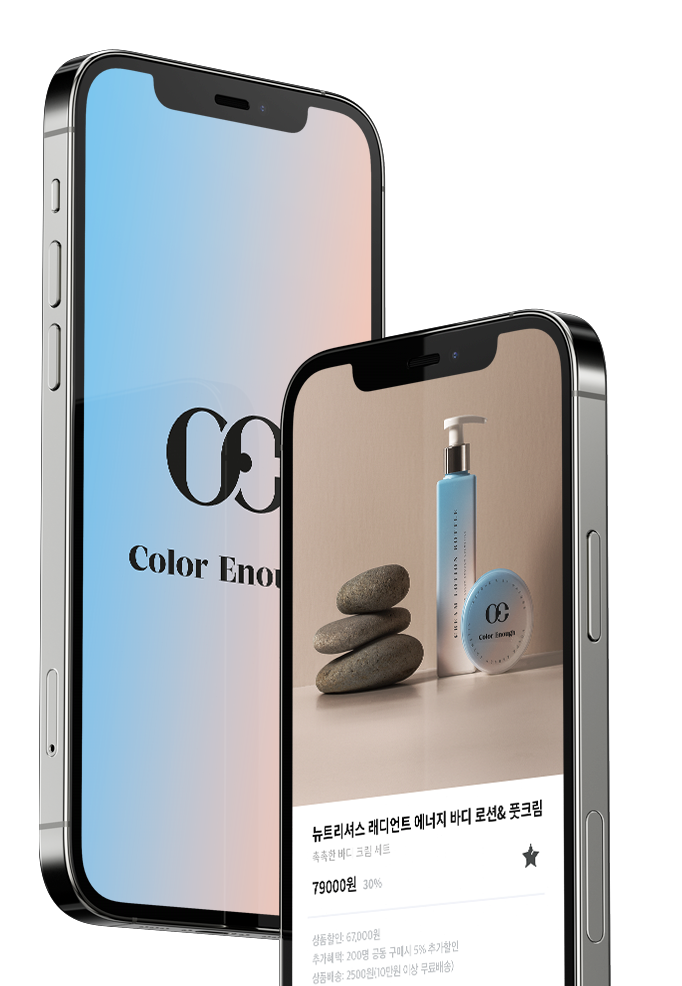 Color Enou
CREAM LOTION BOTTLE
Color Enough
뉴트리셔스 래디언트 에너지 바디 로션& 풋크림
촉촉한 바디 크림 세트
79000원 30%
상품할인: 67,000원
추가혜택: 200명 공동 구매시 5% 추가할인
상품배송: 2500원(10만원 이상 무료배송)